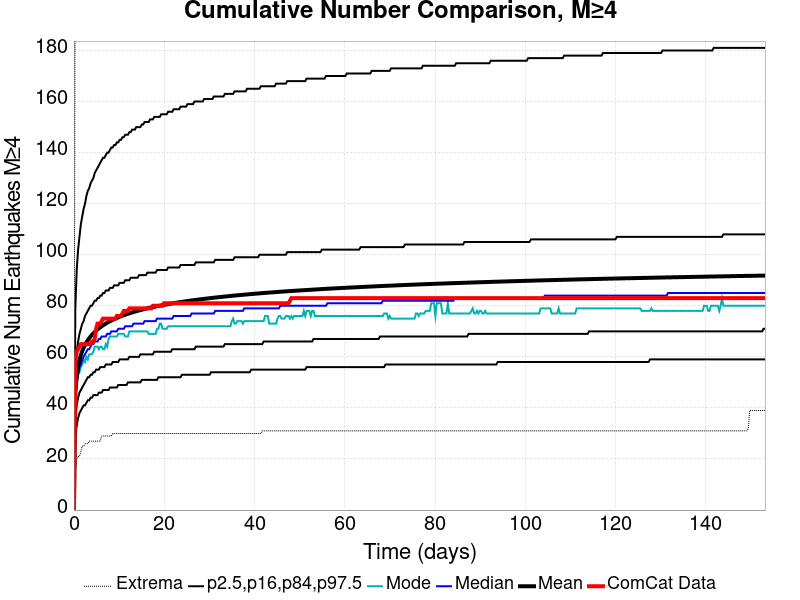 Cumulative Number Comparison, M≥4
Cumulative Num Earthquakes M≥4
180
160
140
120
100
80
60
40
20
0
0 20 40 60 80 100 120 140
Time (days)
Extrema p2.5,p16,p84,p97.5 Mode Median Mean ComCat Data